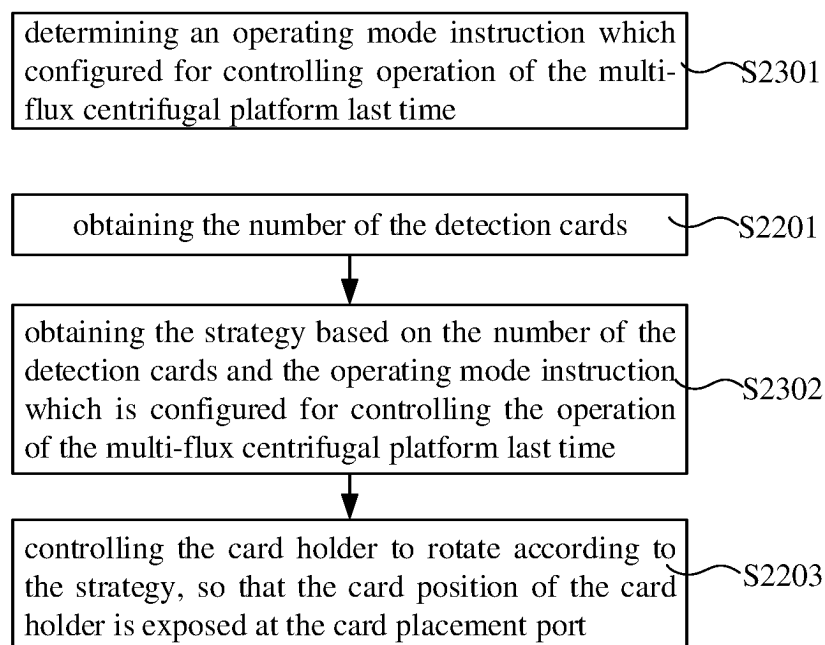 determining an operating mode instruction which
configured for controlling operation of the multi-
flux centrifugal platform last time
S2301
obtaining the number of the detection cards
S2201
obtaining the strategy based on the number of the
detection cards and the operating mode instruction
which is configured for controlling the operation
of the multi-flux centrifugal platform last time
S2302
controlling the card holder to rotate according to
the strategy, so that the card position of the card
holder is exposed at the card placement port
S2203